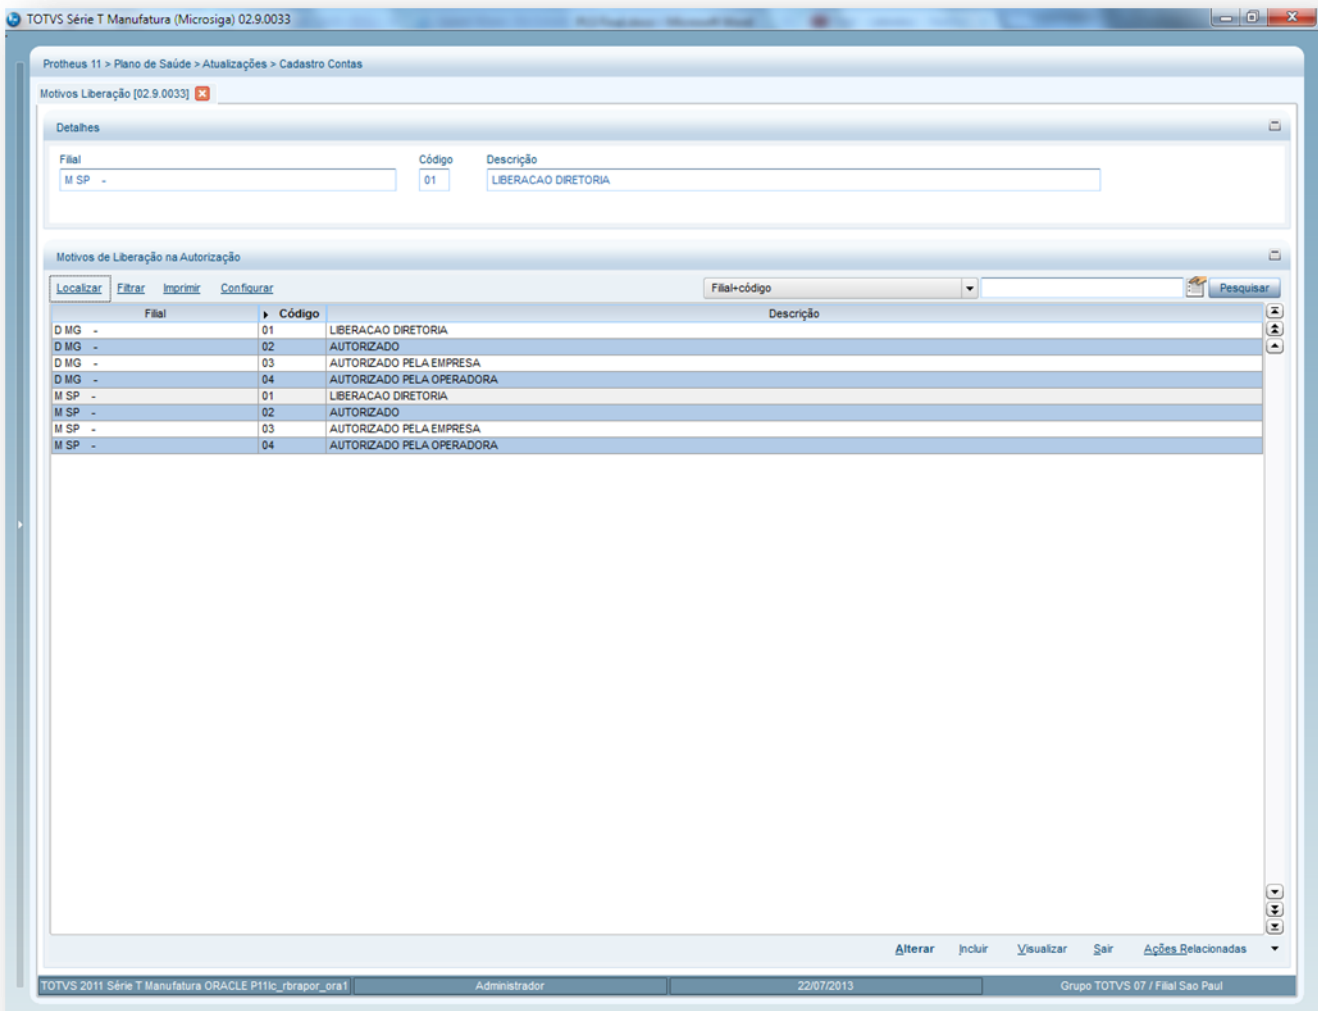 TOTVS Série T Manufatura (Microsiga) 02.9.0033
Protheus 11 > Plano de Saúde > Atualizações > Cadastro Contas
Motivos Liberação [02.9.0033]
Detalhes
Filial Código Descrição
M SP - 01 LIBERACAO DIRETORIA
Motivos de Liberação na Autorização
Localizar Filtrar Imprimir Configurar Filial+código Pesquisar
Filial Código Descrição
D MG - 01 LIBERACAO DIRETORIA
D MG - 02 AUTORIZADO
D MG - 03 AUTORIZADO PELA EMPRESA
D MG - 04 AUTORIZADO PELA OPERADORA
M SP - 01 LIBERACAO DIRETORIA
M SP - 02 AUTORIZADO
M SP - 03 AUTORIZADO PELA EMPRESA
M SP - 04 AUTORIZADO PELA OPERADORA
Alterar Incluir Visualizar Sair Ações Relacionadas
TOTVS 2011 Série T Manufatura ORACLE P11lc_rbrapor_ora1 Administrador 22/07/2013 Grupo TOTVS 07 / Filial Sao Paul